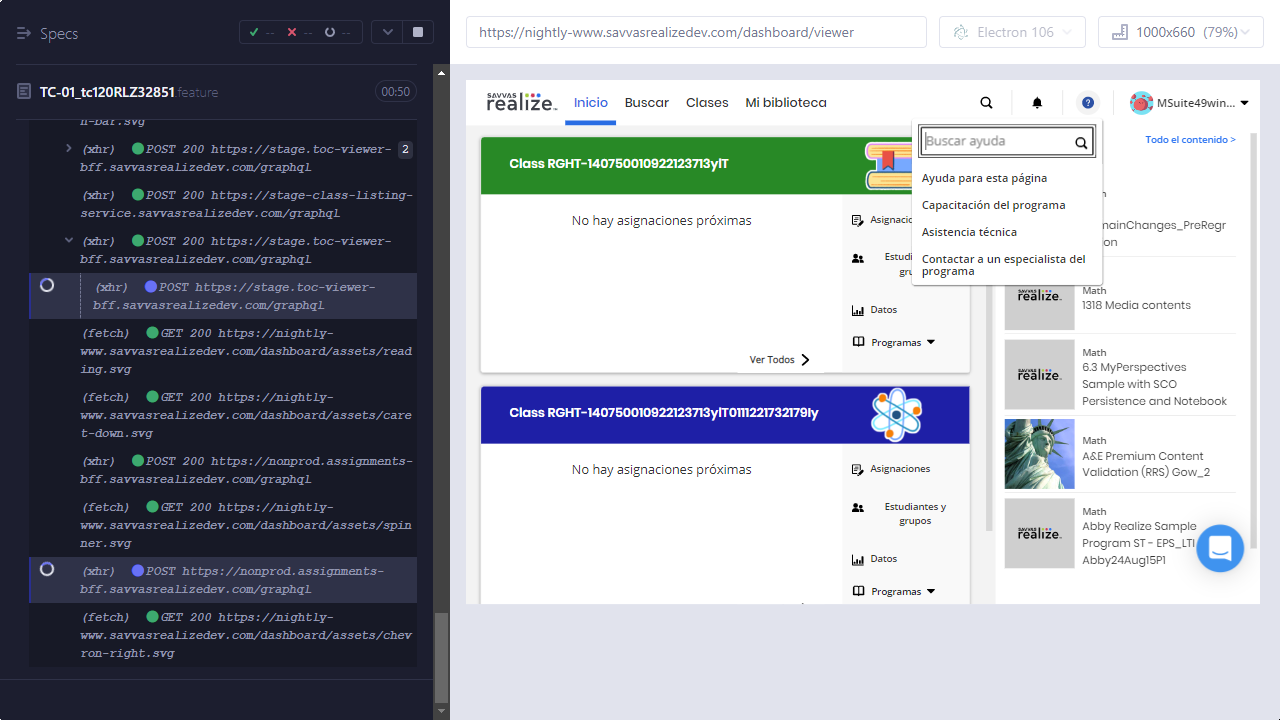 Specs
--
--
--
TC-01_tc120RLZ32851.feature
00:50
n-bar.svg
(xhr) POST 200 https://stage.toc-viewer-
bff.savvasrealizedev.com/graphql
2
(xhr) POST 200 https://stage-class-listing-
service.savvasrealizedev.com/graphql
(xhr) POST 200 https://stage.toc-viewer-
bff.savvasrealizedev.com/graphql
(xhr) POST https://stage.toc-viewer-
bff.savvasrealizedev.com/graphql
(fetch) GET 200 https://nightly-
www.savvasrealizedev.com/dashboard/assets/read
ing.svg
(fetch) GET 200 https://nightly-
www.savvasrealizedev.com/dashboard/assets/care
t-down.svg
(xhr) POST 200 https://nonprod.assignments-
bff.savvasrealizedev.com/graphql
(fetch) GET 200 https://nightly-
www.savvasrealizedev.com/dashboard/assets/spin
ner.svg
(xhr) POST https://nonprod.assignments-
bff.savvasrealizedev.com/graphql
(fetch) GET 200 https://nightly-
www.savvasrealizedev.com/dashboard/assets/chev
ron-right.svg
https://nightly-www.savvasrealizedev.com/dashboard/viewer
Electron 106
1000x660 (79%)
SAVVAS
realize.
Inicio
Buscar
Clases
Mi biblioteca
?
MSuite49win...
Class RGHT-140750010922123713ylT
No hay asignaciones próximas
Asignacio
Estudia
gru
Datos
Programas
Ver Todos
Class RGHT-140750010922123713ylT0111221732179Iy
No hay asignaciones próximas
Asignaciones
Estudiantes y
grupos
Datos
Programas
Buscar ayuda
Ayuda para esta página
Capacitación del programa
Asistencia técnica
Contactar a un especialista del
programa
Todo el contenido >
h
mainChanges_PreRegr
on
realize.
Math
1318 Media contents
SAVVAS
realize.
Math
6.3 MyPerspectives
Sample with SCO
Persistence and Notebook
Math
A&E Premium Content
Validation (RRS) Gow_2
SAVVAS
realize.
Math
Abby Realize Sample
Program ST - EPS_LTI
Abby24Aug15P1